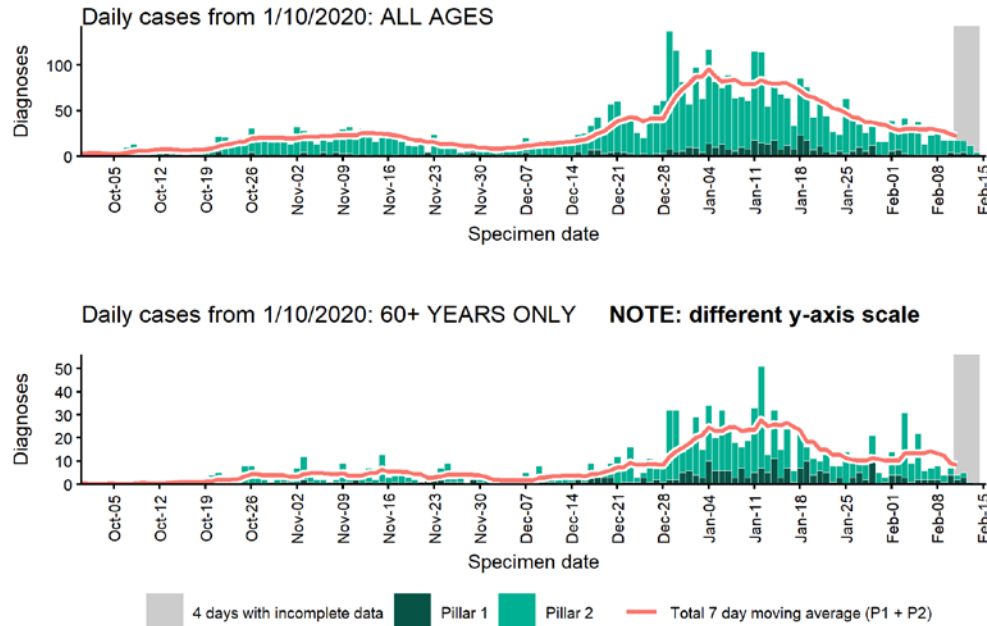 Daily cases from 1/10/2020: ALL AGES
Diagnoses
100
50
0
Oct-05 Oct-12 Oct-19 Oct-26 Nov-02 Nov-09 Nov-16 Nov-23 Nov-30 Dec-07 Dec-14 Dec-21 Dec-28 Jan-04 Jan-11 Jan-18 Jan-25 Feb-01 Feb-08 Feb-15
Specimen date
Daily cases from 1/10/2020: 60+ YEARS ONLY NOTE: different y-axis scale
Diagnoses
50
40
30
20
10
0
Oct-05 Oct-12 Oct-19 Oct-26 Nov-02 Nov-09 Nov-16 Nov-23 Nov-30 Dec-07 Dec-14 Dec-21 Dec-28 Jan-04 Jan-11 Jan-18 Jan-25 Feb-01 Feb-08 Feb-15
Specimen date
4 days with incomplete data Pillar 1 Pillar 2 Total 7 day moving average (P1 + P2)